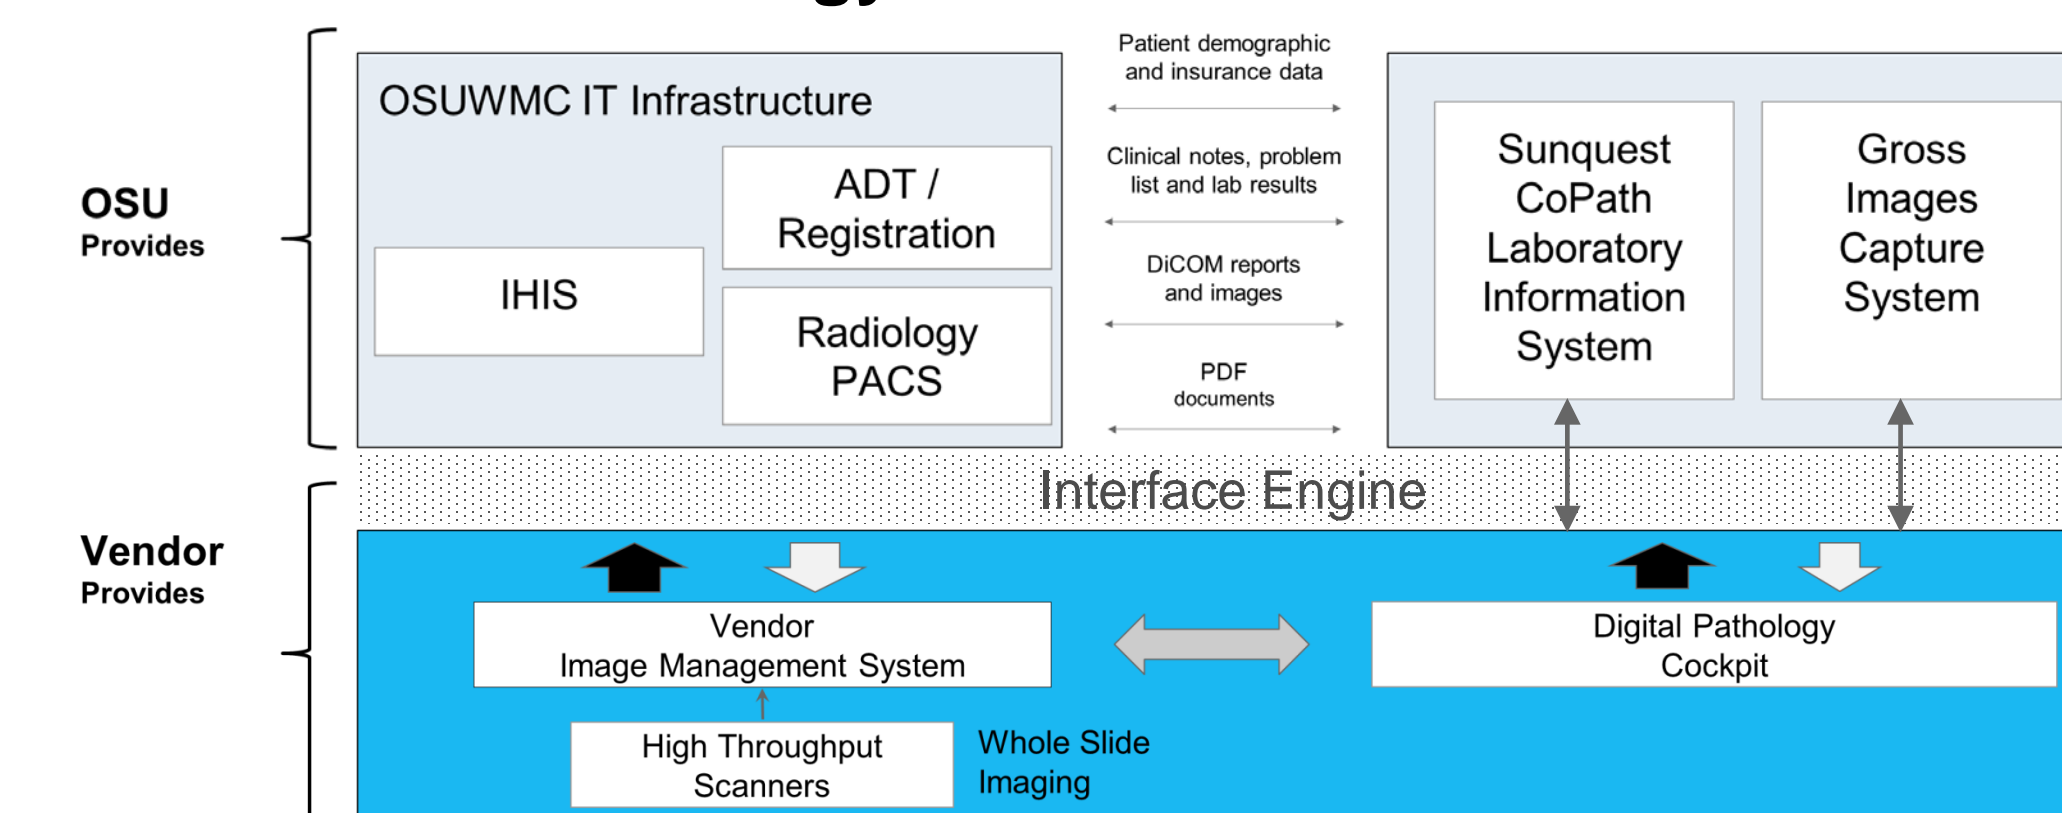 OSU
Provides
OSUWMC IT Infrastructure
IHIS
ADT /
Registration
Radiology
PACS
Patient demographic
and insurance data
Clinical notes, problem
list and lab results
DiCOM reports
and images
PDF
documents
Sunquest
CoPath
Laboratory
Information
System
Gross
Images
Capture
System
Interface Engine
Vendor
Provides
Vendor
Image Management System
Digital Pathology
Cockpit
High Throughput
Scanners
Whole Slide
Imaging